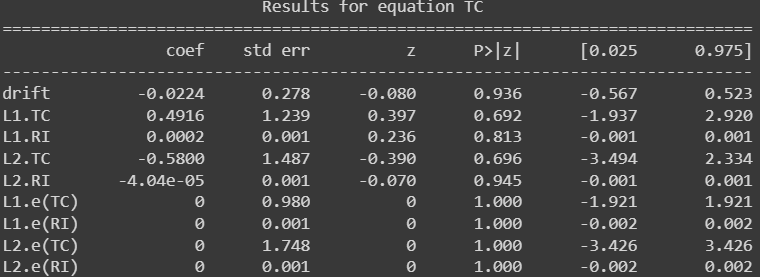 Results for equation TC
==============================================================================
coef std err z P>|z| [0.025 0.975]
------------------------------------------------------------------------------
drift -0.0224 0.278 -0.080 0.936 -0.567 0.523
L1.TC 0.4916 1.239 0.397 0.692 -1.937 2.920
L1.RI 0.0002 0.001 0.236 0.813 -0.001 0.001
L2.TC -0.5800 1.487 -0.390 0.696 -3.494 2.334
L2.RI -4.04e-05 0.001 -0.070 0.945 -0.001 0.001
L1.e(TC) 0 0.980 0 1.000 -1.921 1.921
L1.e(RI) 0 0.001 0 1.000 -0.002 0.002
L2.e(TC) 0 1.748 0 1.000 -3.426 3.426
L2.e(RI) 0 0.001 0 1.000 -0.002 0.002